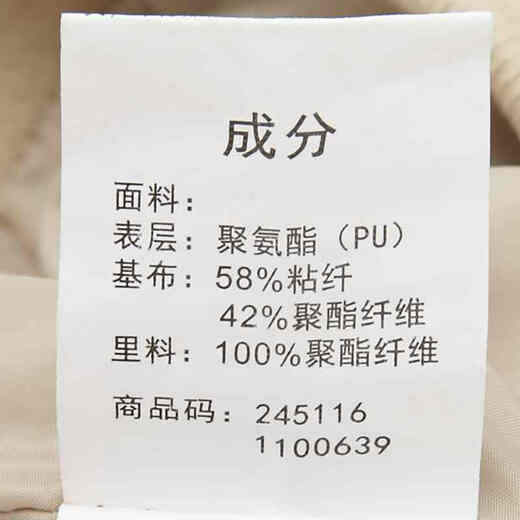 成分
面料:
表层: 聚氨酯 (PU)
基布: 58%粘纤
42%聚酯纤维
里料: 100%聚酯纤维
商品码: 245116
1100639